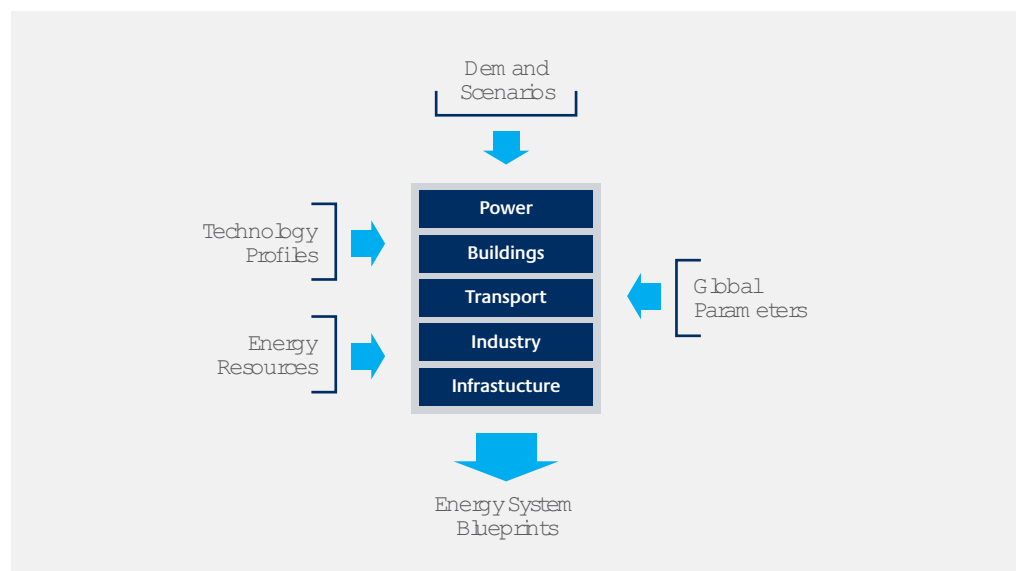 Demand
Scenarios
Power
Technology
Profiles
Buildings
Transport
Global
Parameters
Energy
Resources
Industry
Infrastucture
Energy System
Blueprints